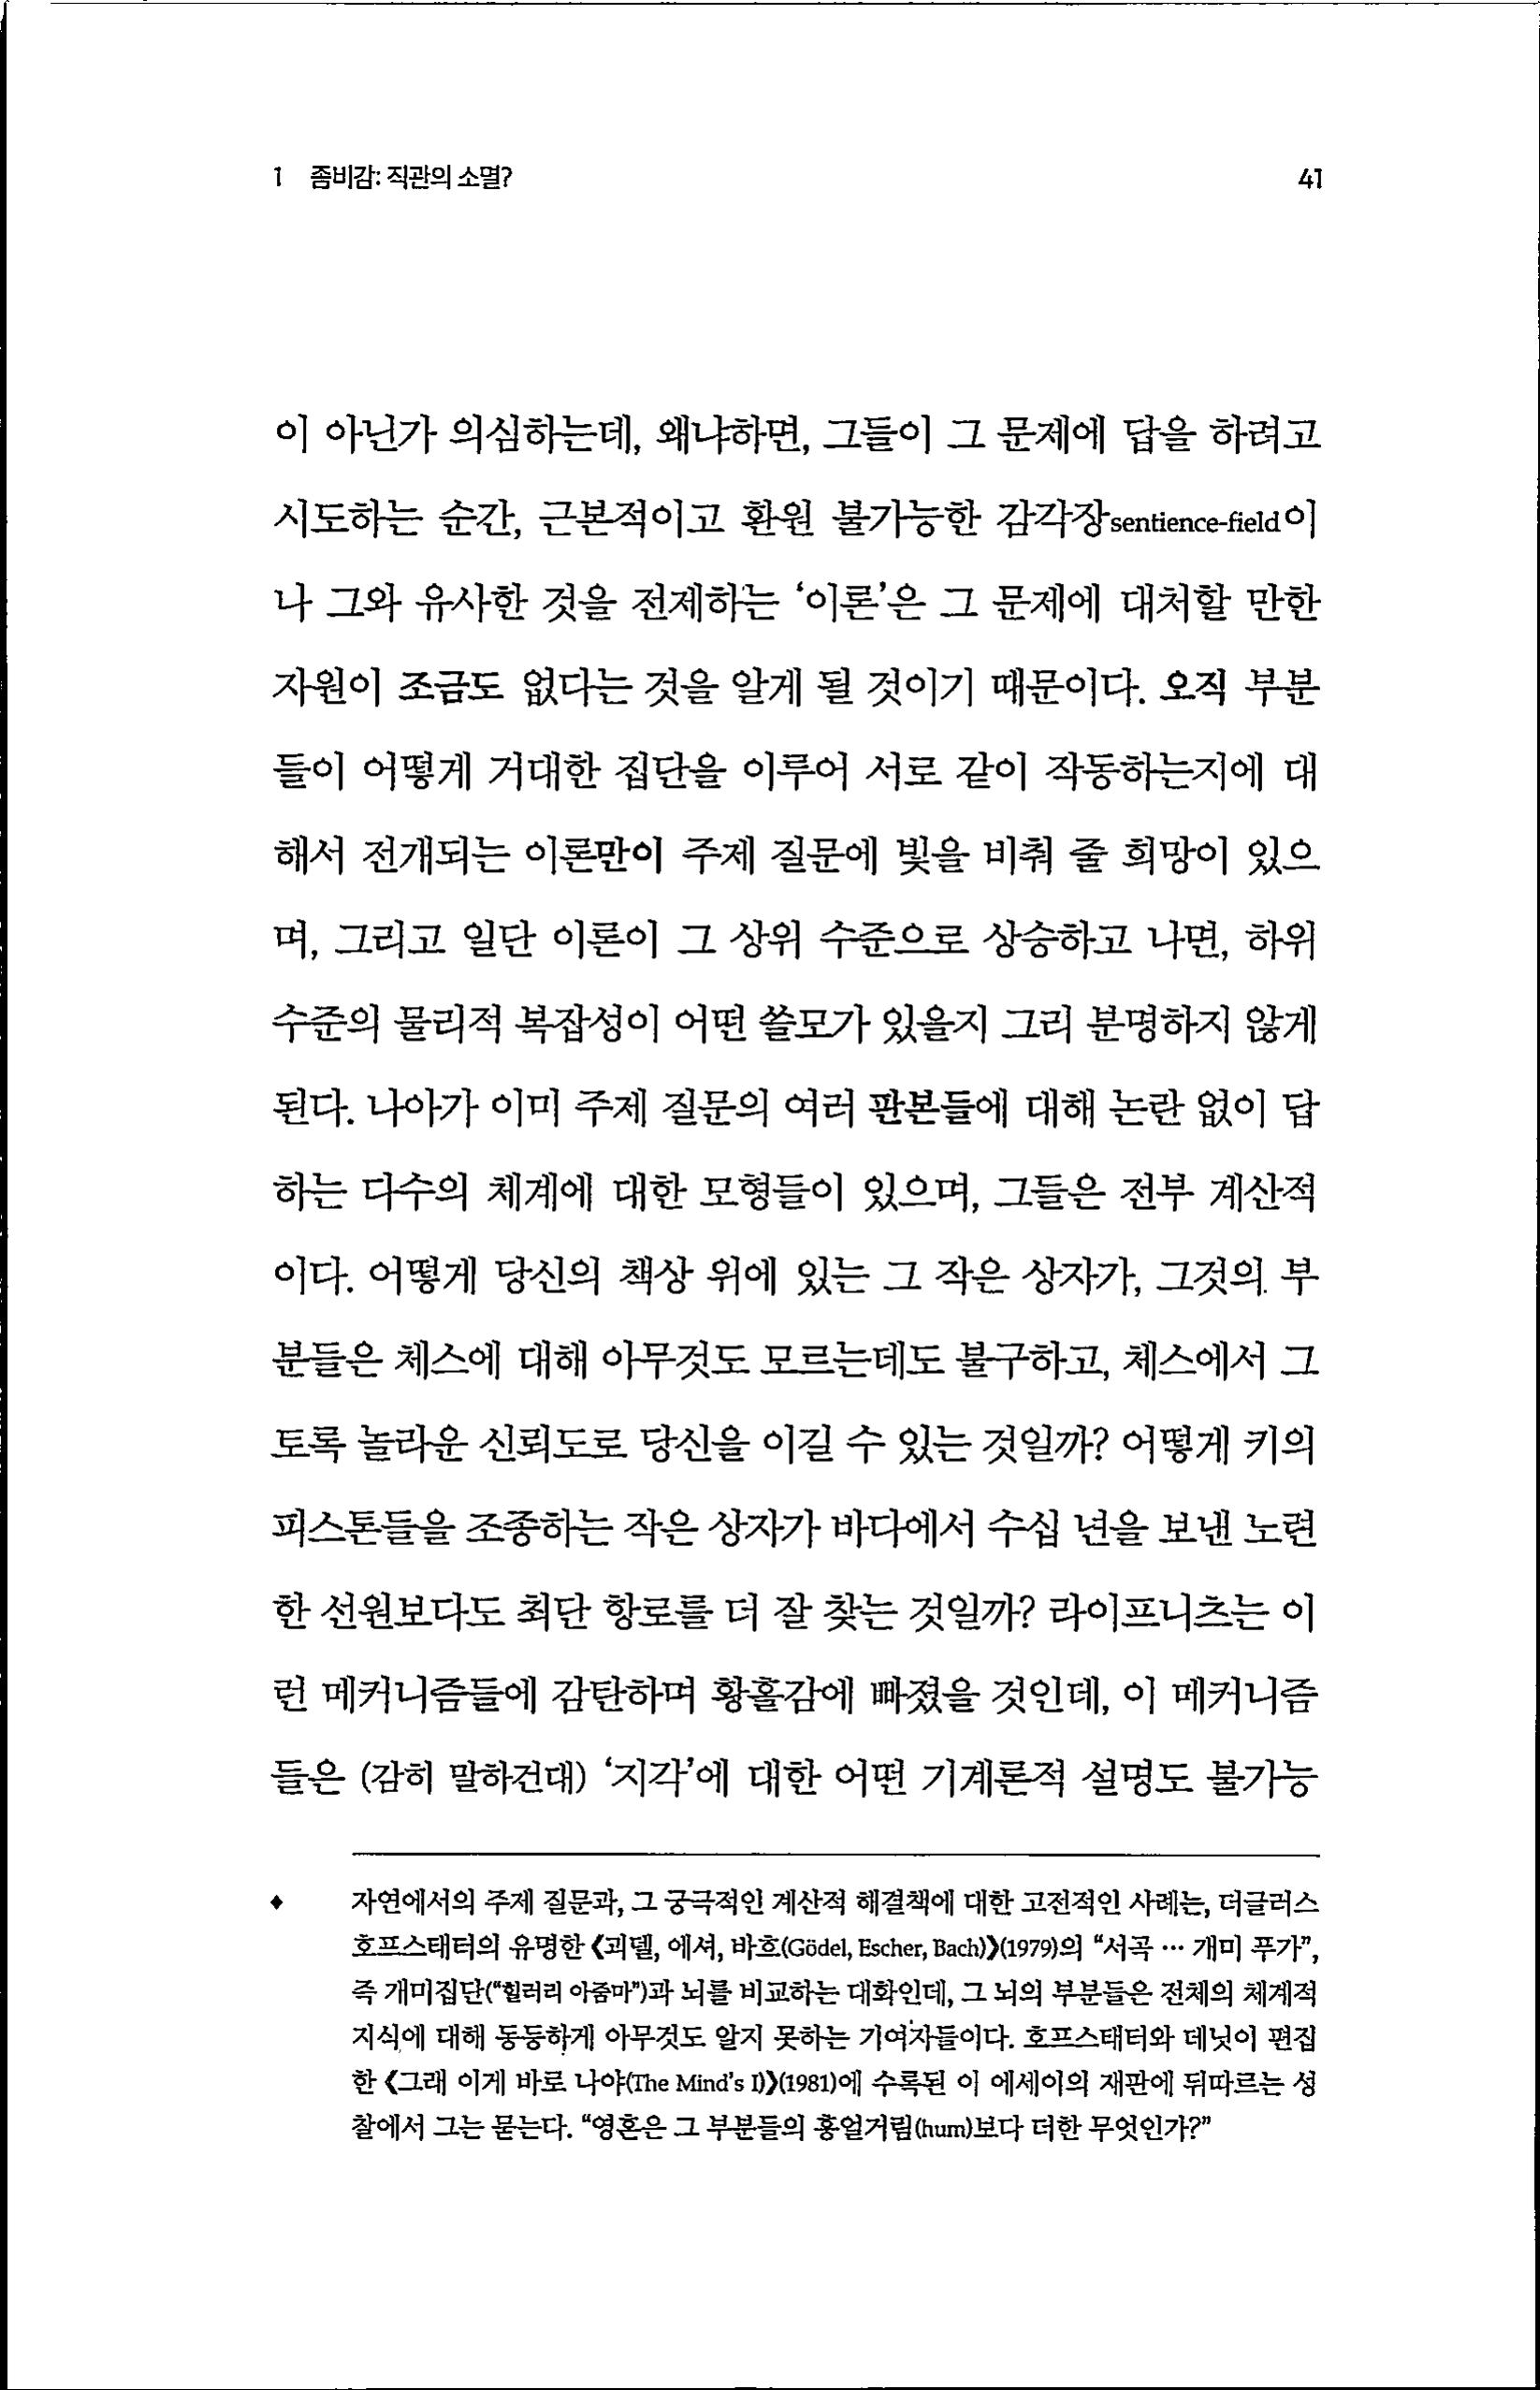 1 좀비감: 직관의 소멸? 41
이 아닌가 의심하는데, 왜냐하면, 그들이 그 문제에 답을 하려고
시도하는 순간, 근본적이고 환원 불가능한 감각장sentience-field이
나 그와 유사한 것을 전제하는 ‘이론’은 그 문제에 대처할 만한
자원이 조금도 없다는 것을 알게 될 것이기 때문이다. 오직 부분
들이 어떻게 거대한 집단을 이루어 서로 같이 작동하는지에 대
해서 전개되는 이론만이 주제 질문에 빛을 비춰 줄 희망이 있으
며, 그리고 일단 이론이 그 상위 수준으로 상승하고 나면, 하위
수준의 물리적 복잡성이 어떤 쓸모가 있을지 그리 분명하지 않게
된다. 나아가 이미 주제 질문의 여러 판본들에 대해 논란 없이 답
하는 다수의 체계에 대한 모형들이 있으며, 그들은 전부 계산적
이다. 어떻게 당신의 책상 위에 있는 그 작은 상자가, 그것의 부
분들은 체스에 대해 아무것도 모르는데도 불구하고, 체스에서 그
토록 놀라운 신뢰도로 당신을 이길 수 있는 것일까? 어떻게 키의
피스톤들을 조종하는 작은 상자가 바다에서 수십 년을 보낸 노련
한 선원보다도 최단 항로를 더 잘 찾는 것일까? 라이프니츠는 이
런 메커니즘들에 감탄하며 황홀감에 빠졌을 것인데, 이 메커니즘
들은 (감히 말하건대) ‘지각’에 대한 어떤 기계론적 설명도 불가능
◆ 자연에서의 주제 질문과, 그 궁극적인 계산적 해결책에 대한 고전적인 사례는, 더글러스
호프스태터의 유명한 《괴델, 에셔, 바흐(Gödel, Escher, Bach)》(1979)의 “서곡 … 개미 푸가”,
즉 개미집단(“힐러리 아줌마”)과 뇌를 비교하는 대화인데, 그 뇌의 부분들은 전체의 체계적
지식에 대해 동등하게 아무것도 알지 못하는 기여자들이다. 호프스태터와 데닛이 편집
한 《그래 이게 바로 나야(The Mind’s I)》(1981)에 수록된 이 에세이의 재판에 뒤따르는 성
찰에서 그는 묻는다. “영혼은 그 부분들의 흥얼거림(hum)보다 더한 무엇인가?”